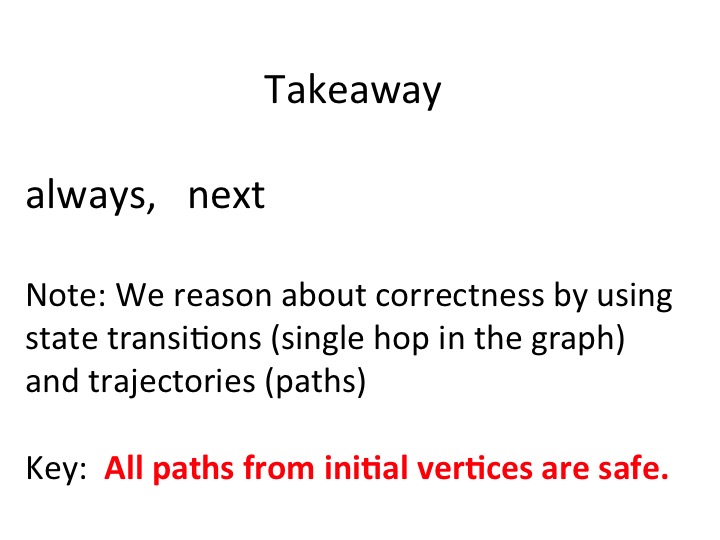 Takeaway
always,   next
Note: We reason about correctness by using
state transitions (single hop in the graph)
and trajectories (paths)
Key:  All paths from initial vertices are safe.